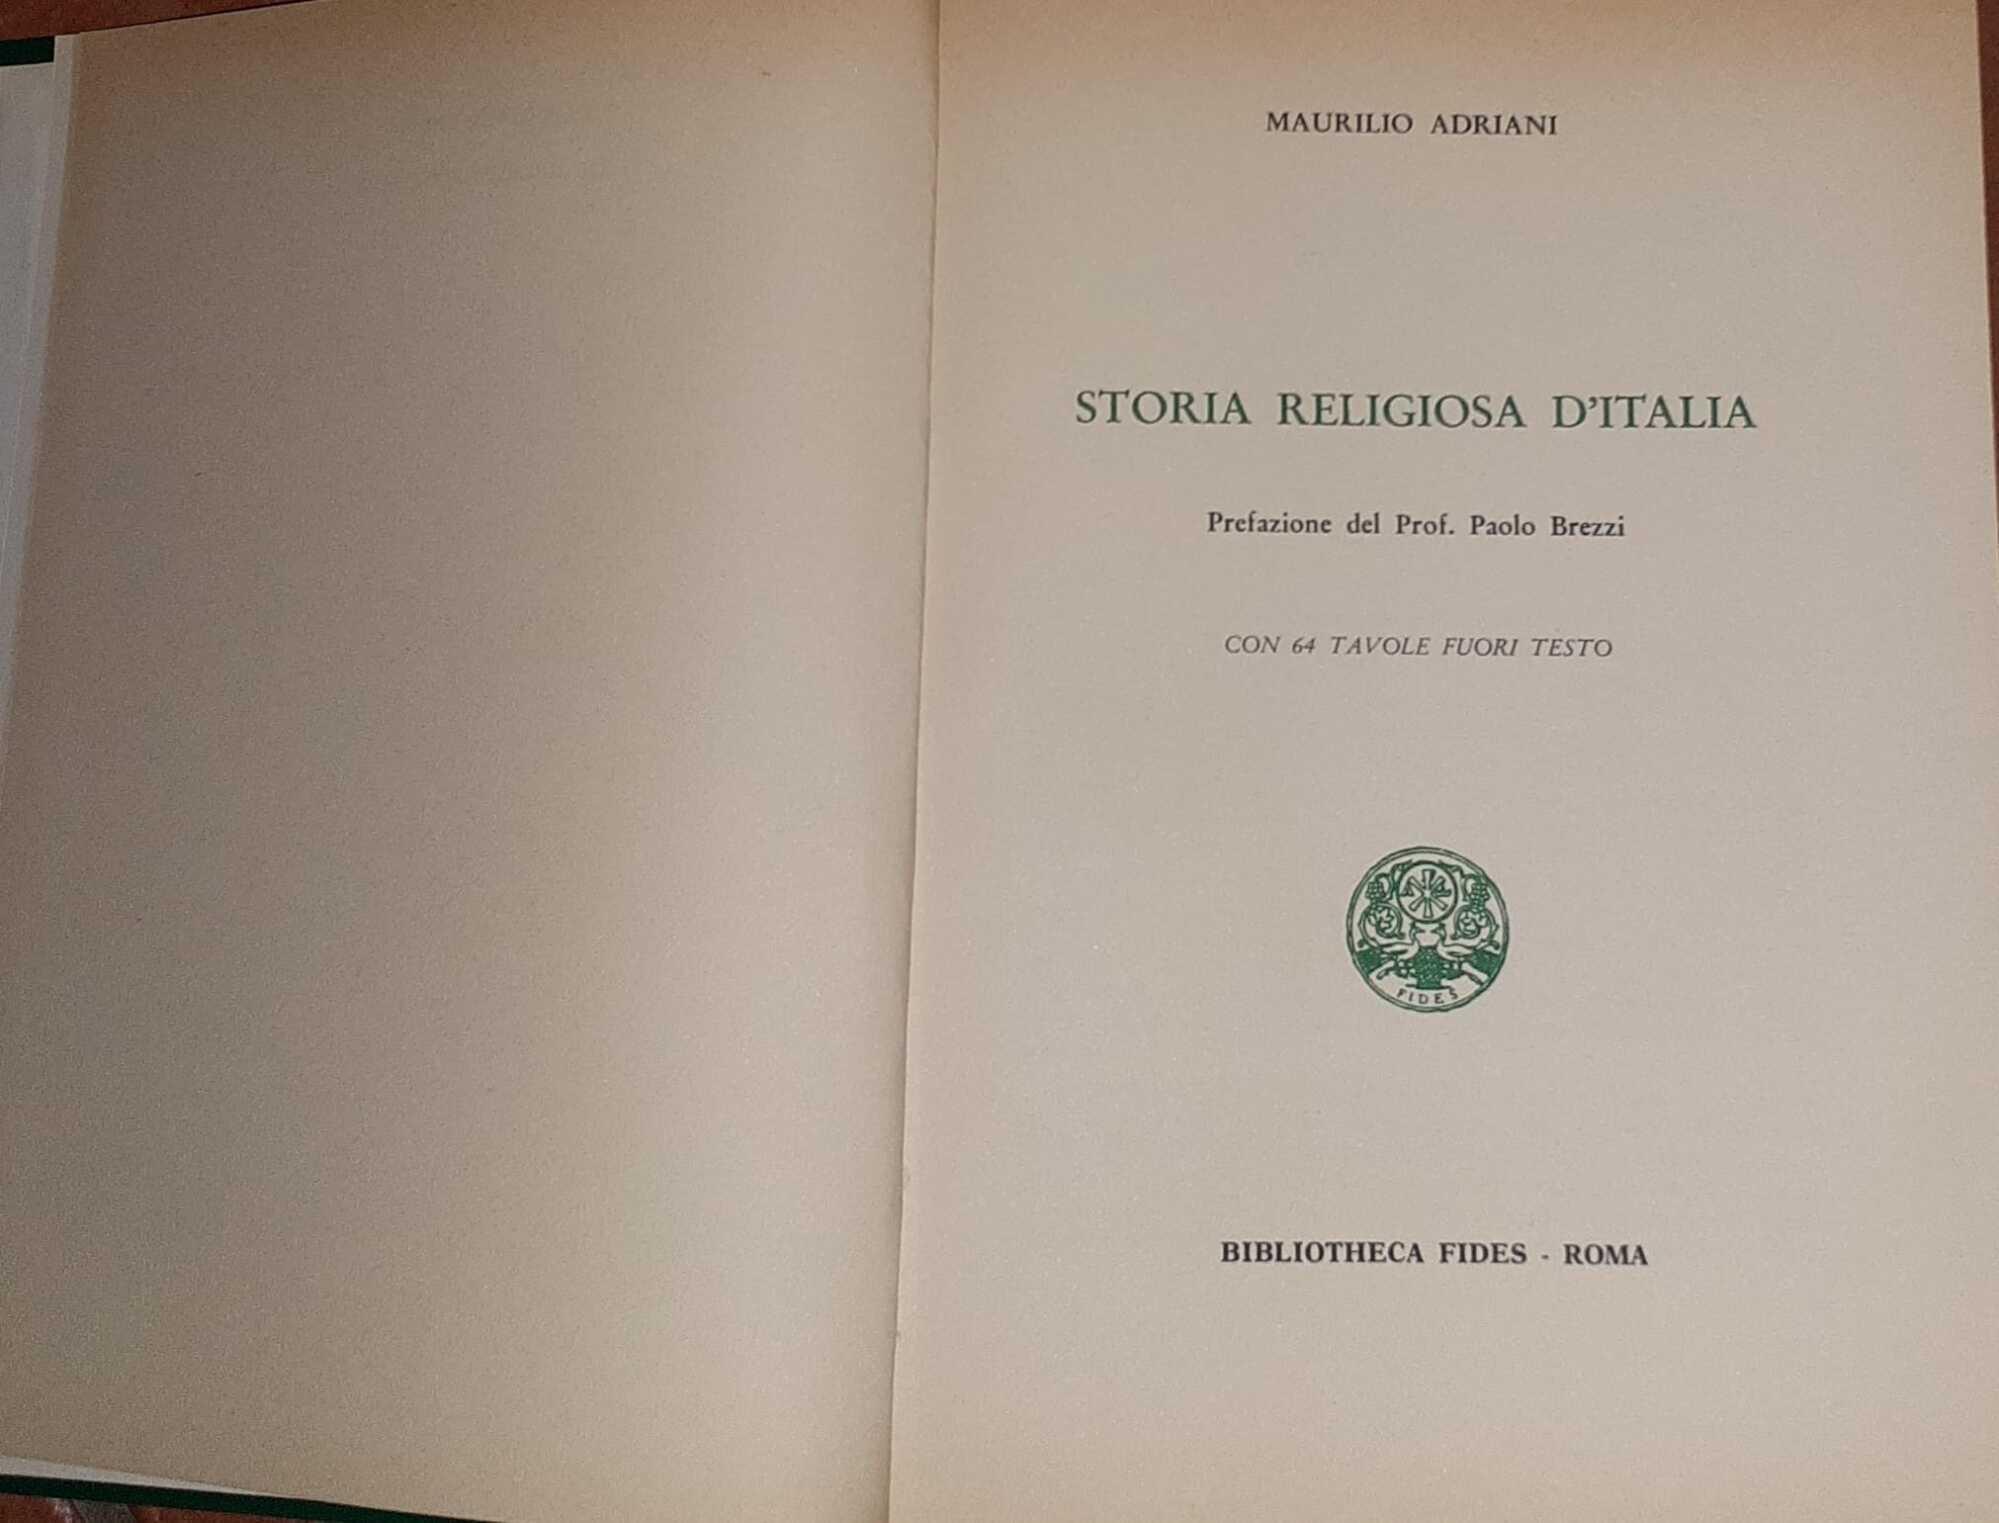 MAURILIO ADRIANI
STORIA RELIGIOSA D'ITALIA
Prefazione del Prof. Paolo Brezzi
CON 64 TAVOLE FUORI TESTO
FIDES
BIBLIOTHECA FIDES - ROMA